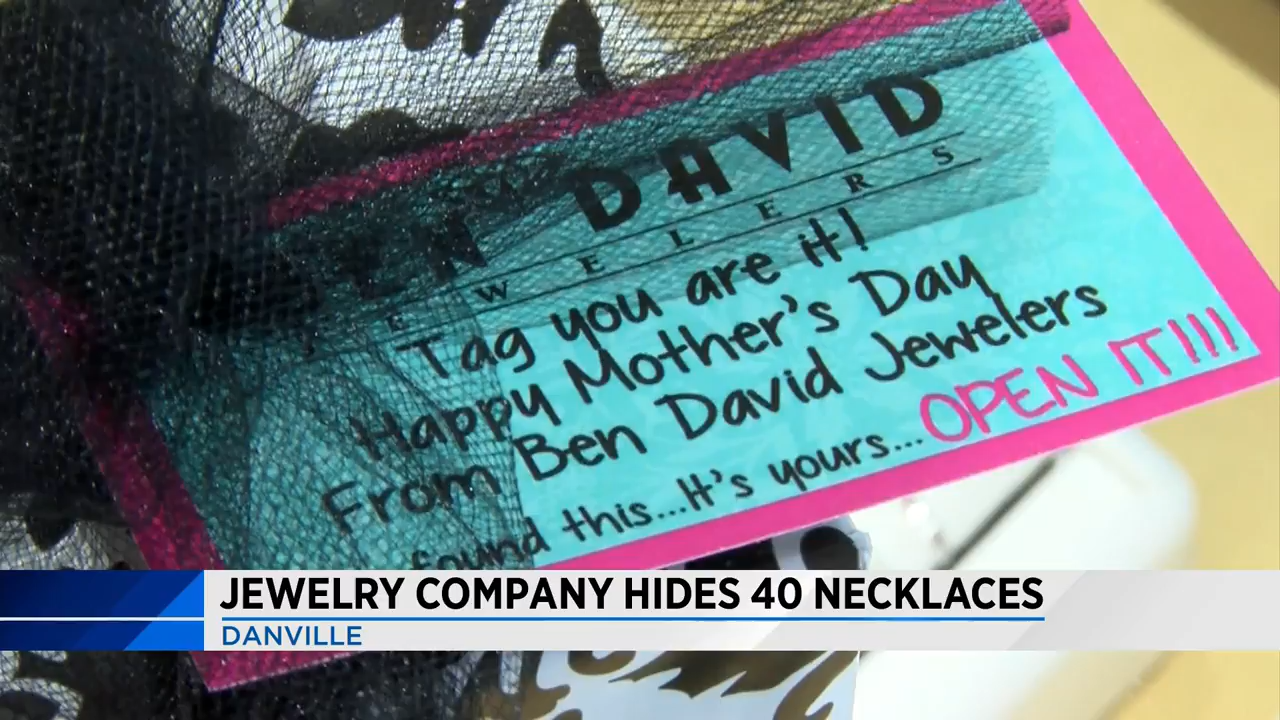 DAVID
EWELERS
Tag you are it!
Happy Mother's Day
From Ben David Jewelers
found this...It's yours...OPEN IT!!!
JEWELRY COMPANY HIDES 40 NECKLACES
DANVILLE